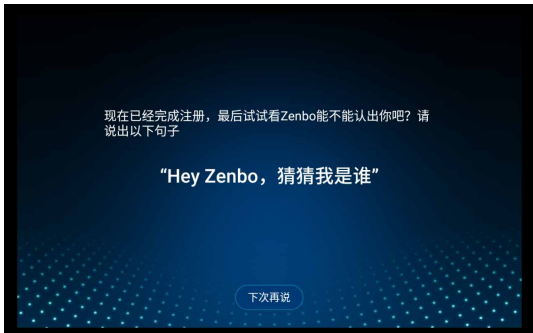 现在已经完成注册，最后试试看Zenbo能不能认出你吧？请
说出以下句子
“Hey Zenbo，猜猜我是谁”
下次再说